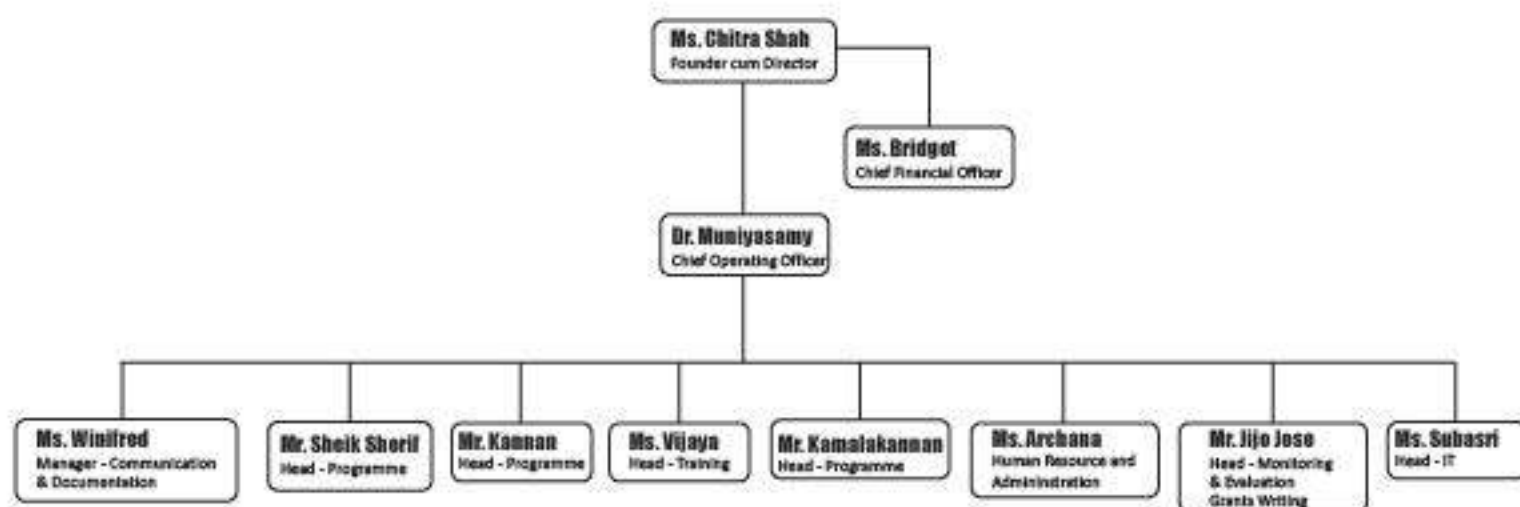 Ms. Chitra Shah
Founder cum Director
Ms. Bridget
Chief Financial Officer
Dr. Muniyasamy
Chief Operating Officer
Ms. Winifred
Manager - Communication
& Documentation
Mr. Sheik Sherif
Head - Programme
Mr. Kannan
Head - Programme
Ms. Vijaya
Head - Training
Mr. Kamalakannan
Head - Programme
Ms. Archana
Human Resource and
Admininstration
Mr. Jijo Jose
Head - Monitoring
& Evaluation
Grants Writing
Ms. Subasri
Head - IT